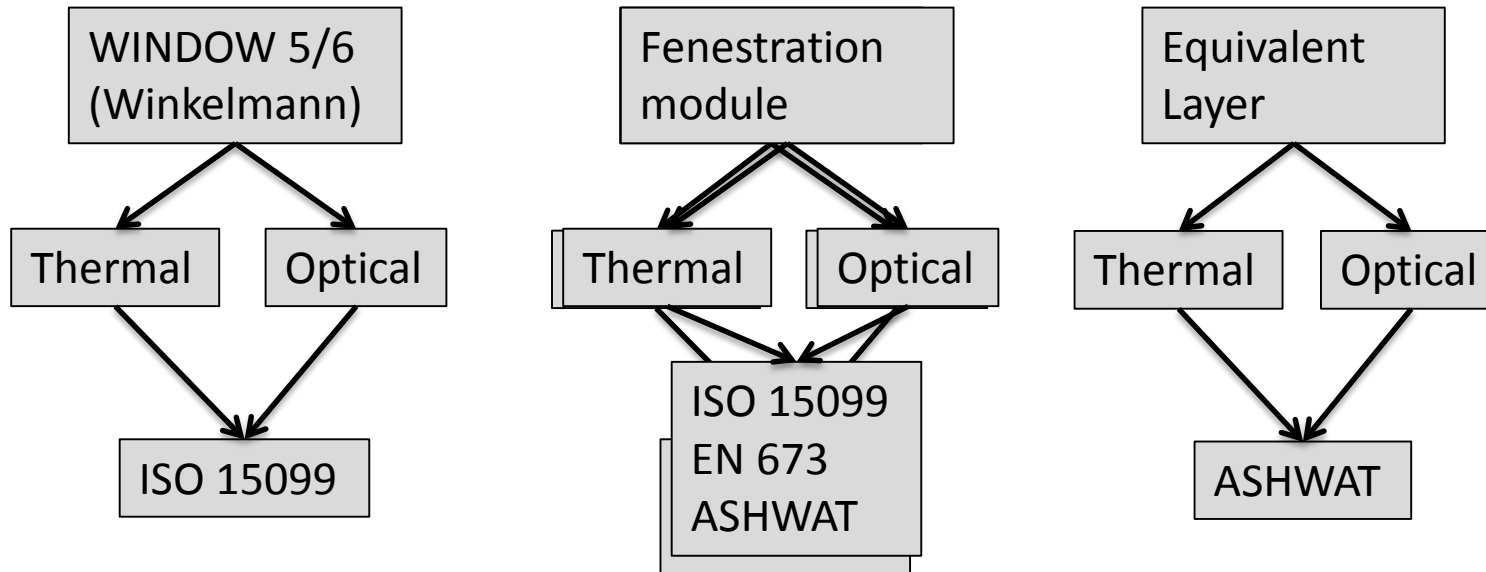 WINDOW 5/6
(Winkelmann)
Fenestration
module
Equivalent
Layer
Thermal
Optical
Thermal
Optical
Thermal
Optical
ISO 15099
ISO 15099
EN 673
ASHWAT
ASHWAT